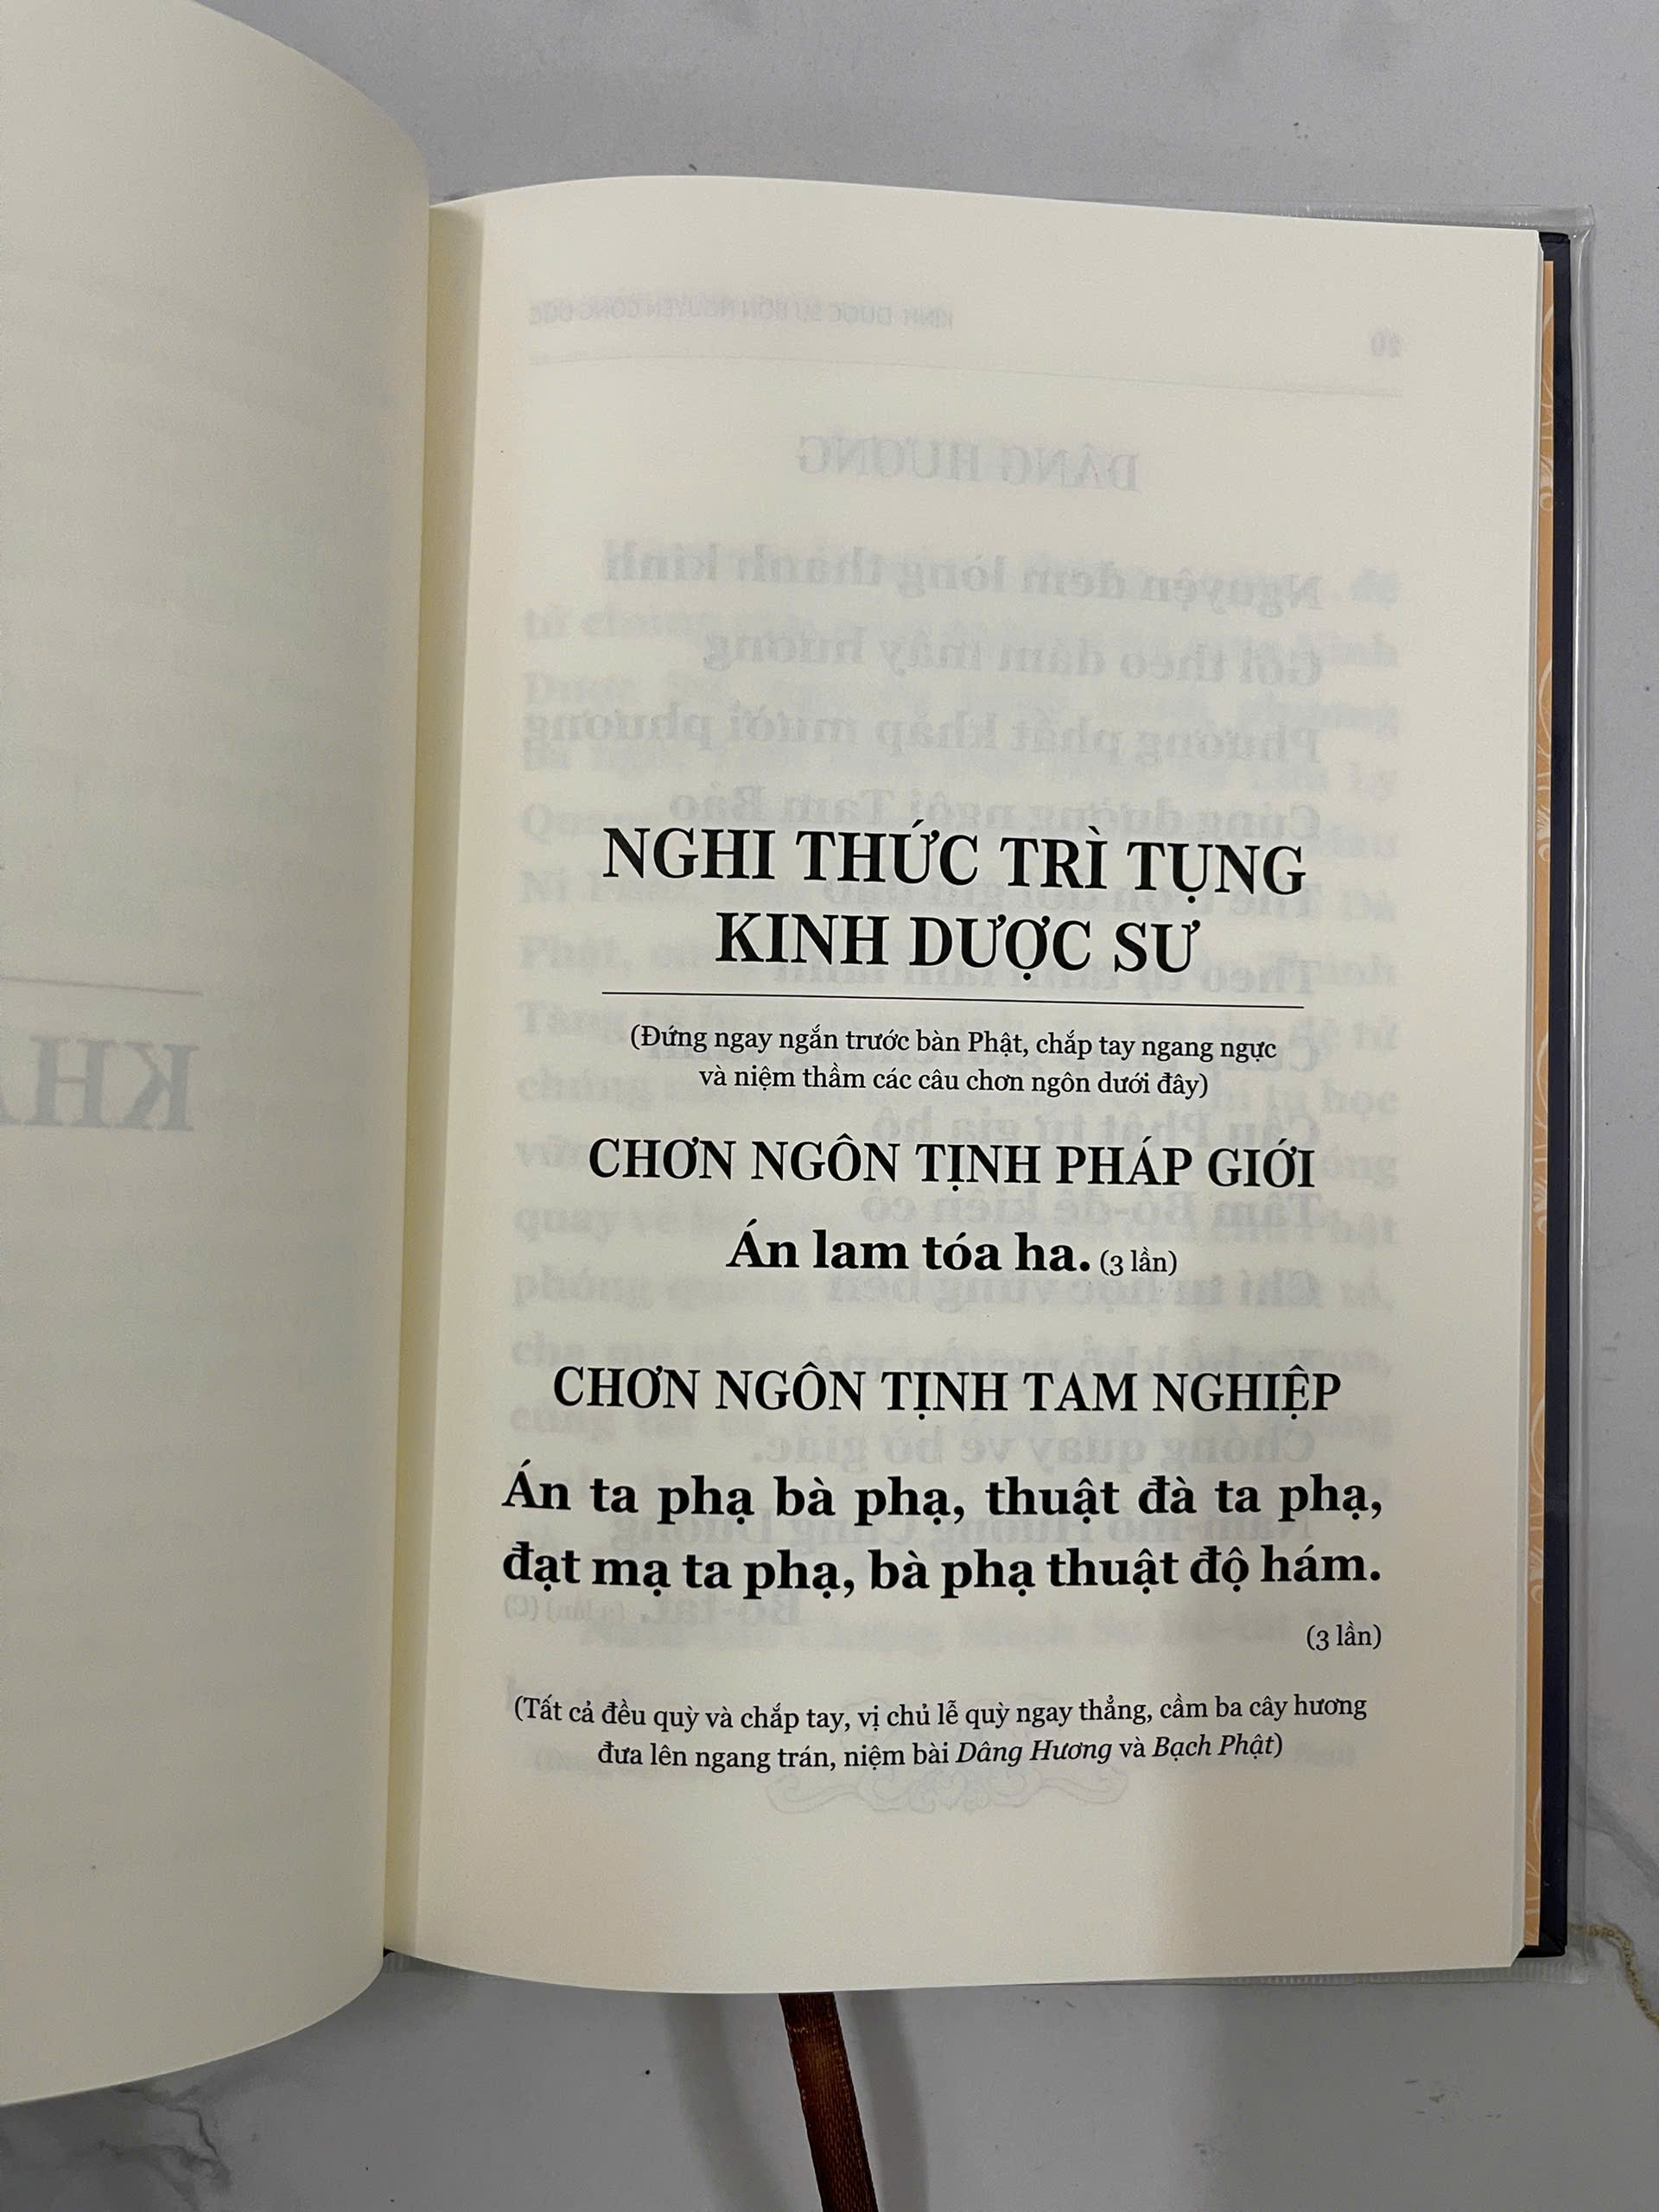 NGHI THỨC TRÌ TỤNG
KINH DƯỢC SƯ
(Đứng ngay ngắn trước bàn Phật, chắp tay ngang ngực
và niệm thầm các câu chơn ngôn dưới đây)
CHƠN NGÔN TỊNH PHÁP GIỚI
Án lam tóa ha. (3 lần)
CHƠN NGÔN TỊNH TAM NGHIỆP
Án ta phạ bà phạ, thuật đà ta phạ,
đạt mạ ta phạ, bà phạ thuật độ hám.
(3 lần)
(Tất cả đều quỳ và chắp tay, vị chủ lễ quỳ ngay thẳng, cầm ba cây hương
đưa lên ngang trán, niệm bài Dâng Hương và Bạch Phật)